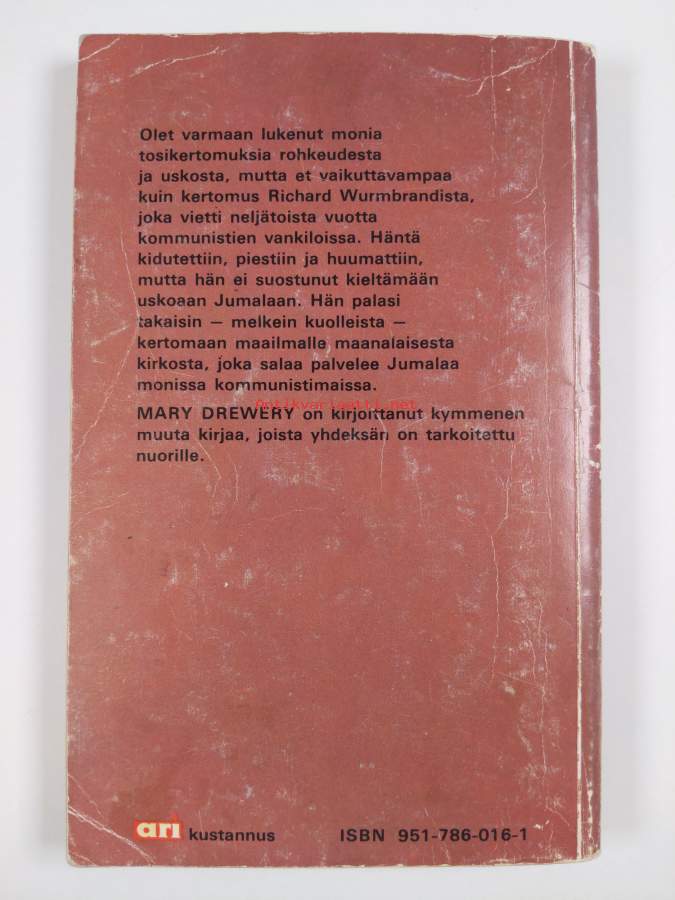 Olet varmaan lukenut monia
tosikertomuksia rohkeudesta
ja uskosta, mutta et vaikuttavampaa
kuin kertomus Richard Wurmbrandista,
joka vietti neljätoista vuotta
kommunistien vankiloissa. Häntä
kidutettiin, piestiin ja huumattiin,
mutta hän ei suostunut kieltämään
uskoaan Jumalaan. Hän palasi
takaisin — melkein kuolleista —
kertomaan maailmalle maanalaisesta
kirkosta, joka salaa palvelee Jumalaa
monissa kommunistimaissa.
Antikvariaatti.net
MARY DREWERY on kirjoittanut kymmenen
muuta kirjaa, joista yhdeksän on tarkoitettu
nuorille.
ari kustannus ISBN 951-786-016-1